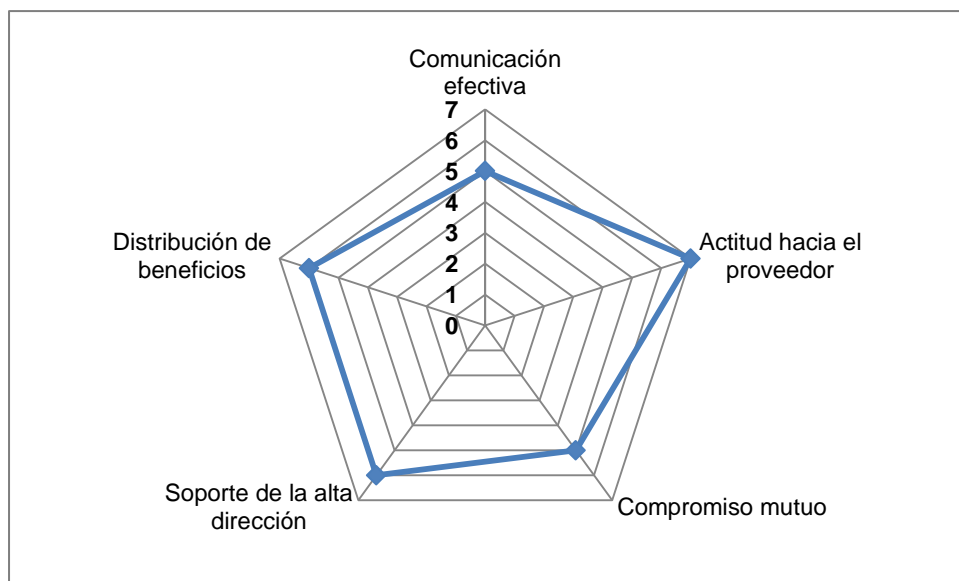 Comunicación
efectiva
7
6
5
4
3
2
1
0
Actitud hacia el
proveedor
Compromiso mutuo
Soporte de la alta
dirección
Distribución de
beneficios